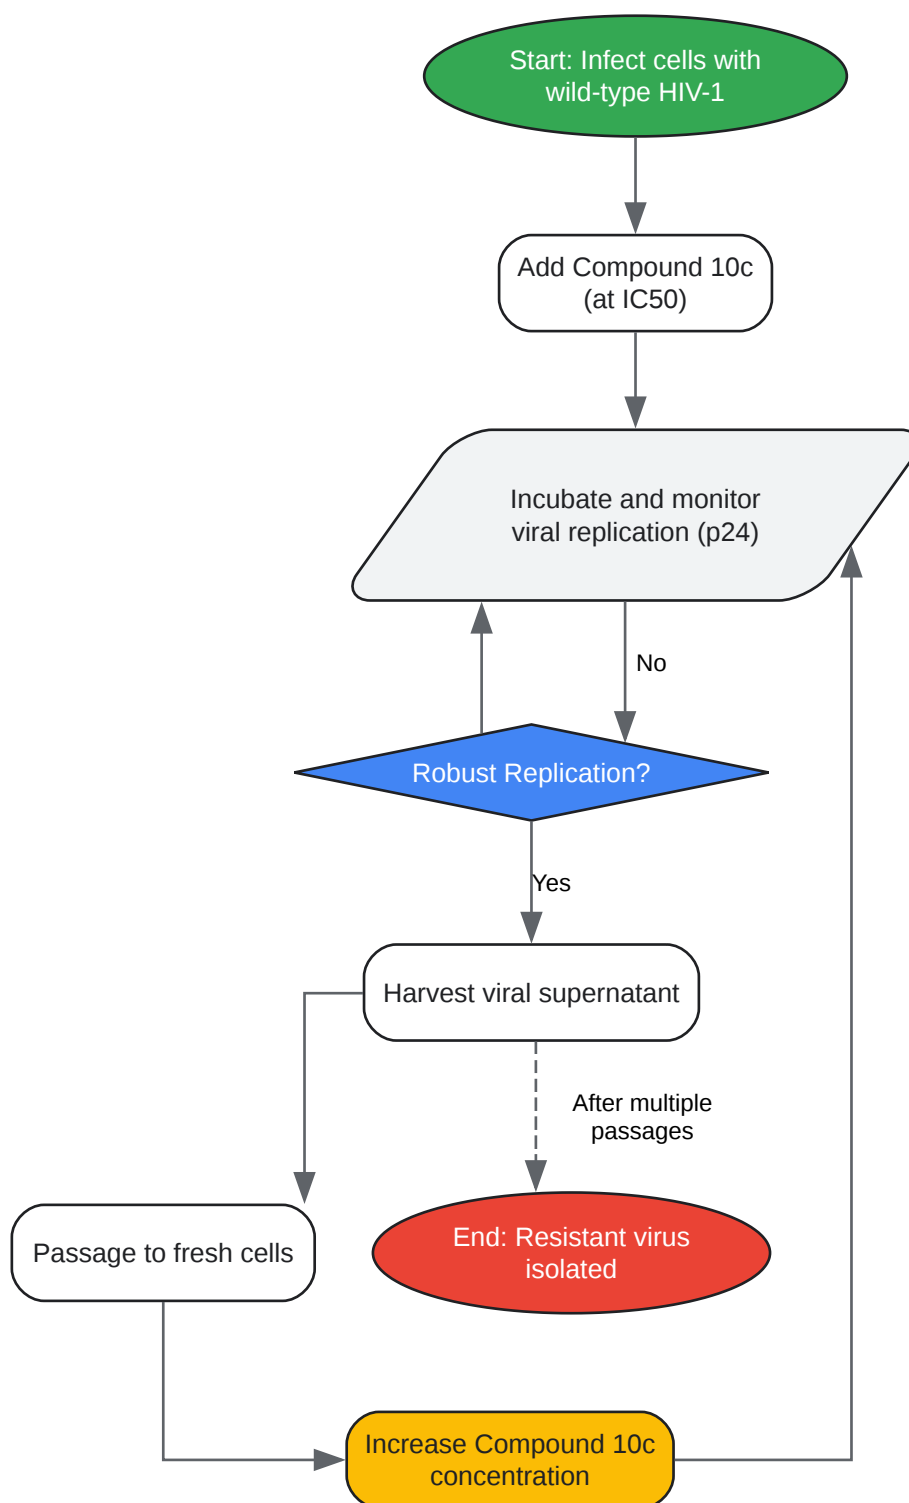 Start: Infect cells with
wild-type HIV-1
Add Compound 10c
(at IC50)
Incubate and monitor
viral replication (p24)
No
Robust Replication?
Yes
Harvest viral supernatant
After multiple
passages
Passage to fresh cells
End: Resistant virus
isolated
Increase Compound 10c
concentration